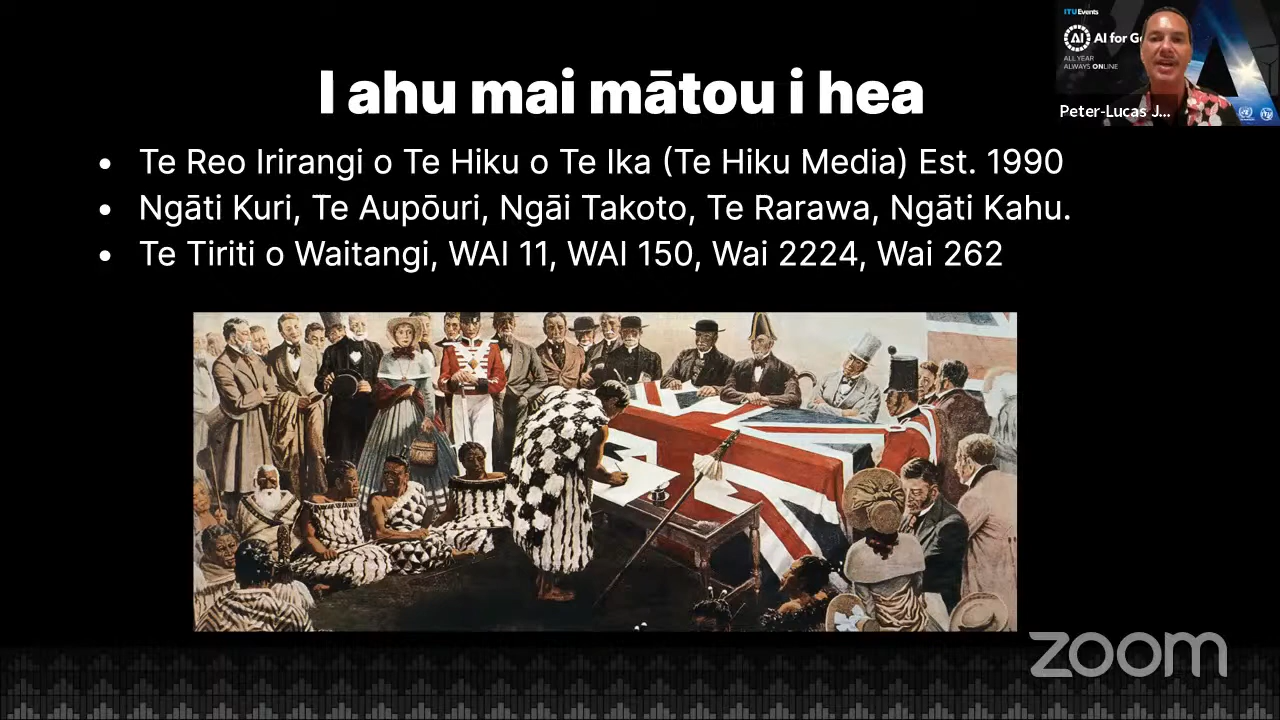 I ahu mai mātou i hea
• Te Reo Irirangi o Te Hiku o Te Ika (Te Hiku Media) Est. 1990
• Ngāti Kuri, Te Aupōuri, Ngāi Takoto, Te Rarawa, Ngāti Kahu.
• Te Tiriti o Waitangi, WAI 11, WAI 150, Wai 2224, Wai 262
ITUEvents
AI AI for Go
ALL YEAR
ALWAYS ONLINE
Peter-Lucas J...
zoom